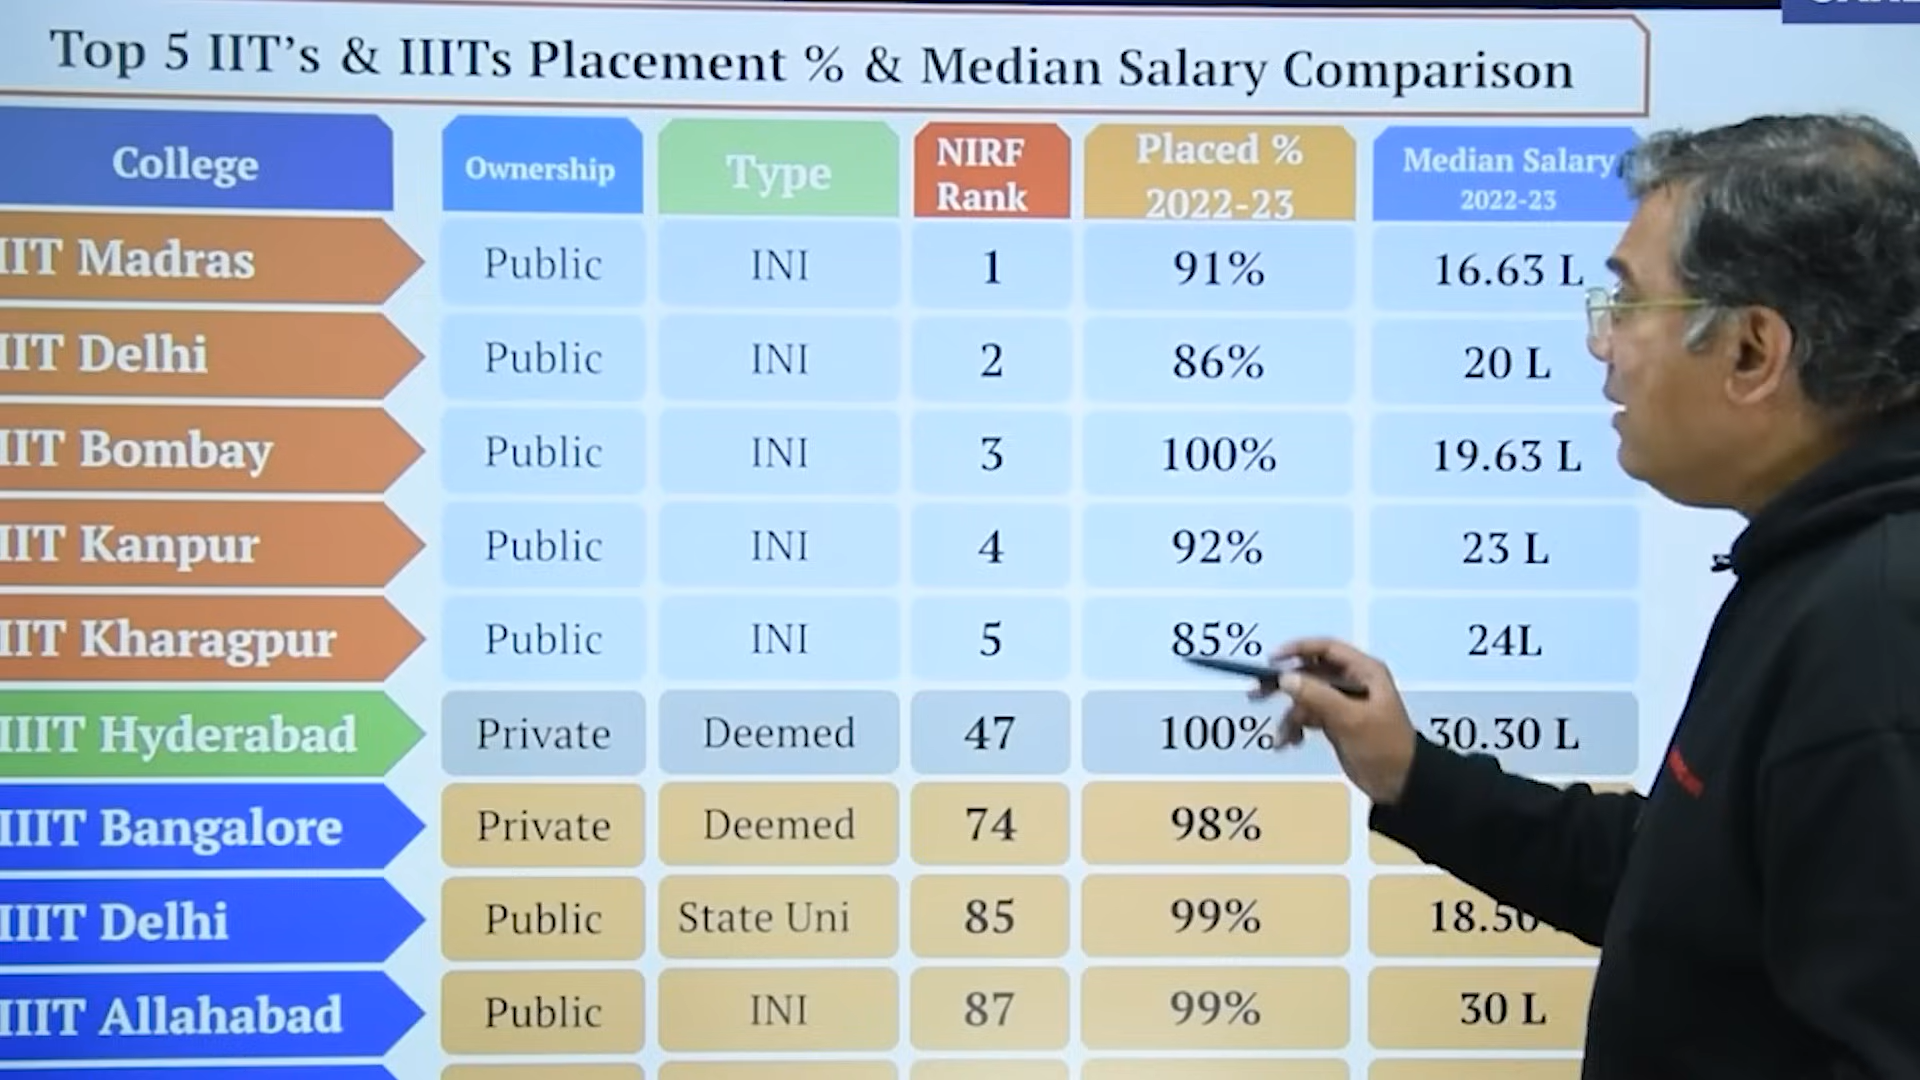 Top 5 IIT's & IIITs Placement % & Median Salary Comparison
College Ownership Type NIRF Rank Placed % 2022-23 Median Salary 2022-23
IIT Madras Public INI 1 91% 16.63 L
IIT Delhi Public INI 2 86% 20 L
IIT Bombay Public INI 3 100% 19.63 L
IIT Kanpur Public INI 4 92% 23 L
IIT Kharagpur Public INI 5 85% 24L
IIIT Hyderabad Private Deemed 47 100% 30.30 L
IIIT Bangalore Private Deemed 74 98%
IIIT Delhi Public State Uni 85 99%
IIIT Allahabad Public INI 87 99% 30 L